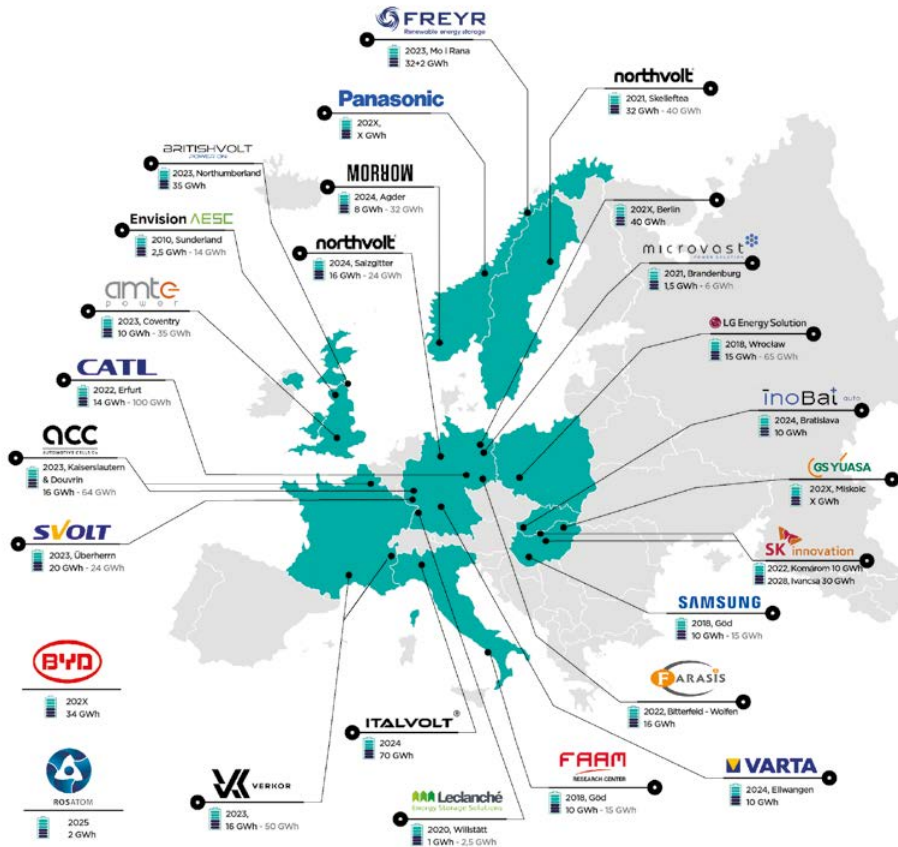 FREYR
Renewable energy storage
2023, Mo I Rana
32+2 GWh
northvolt
2021, Skelleftea
32 GWh - 40 GWh
Panasonic
202X,
X GWh
BRITISHVOLT
POWER ON
2023, Northumberland
35 GWh
MORROW
2024, Agder
8 GWh - 32 GWh
202X, Berlin
40 GWh
Envision AESC
2010, Sunderland
2,5 GWh - 14 GWh
northvolt
2024, Salzgitter
16 GWh - 24 GWh
microvast
POWER SOLUTION
2021, Brandenburg
1,5 GWh - 6 GWh
amte
power
2023, Coventry
10 GWh - 35 GWh
LG Energy Solution
2018, Wrocław
15 GWh - 65 GWh
CATL
2022, Erfurt
14 GWh - 100 GWh
inoBat auto
2024, Bratislava
10 GWh
acc
AUTOMOTIVE CELLS CO
2023, Kaiserslautern
& Douvrin
16 GWh - 64 GWh
GS YUASA
202X, Miskolc
X GWh
SVOLT
2023, Überherrn
20 GWh - 24 GWh
SK innovation
2022, Komárom 10 GWh
2028, Ivancsa 30 GWh
SAMSUNG
2018, Göd
10 GWh - 15 GWh
BYD
202X
34 GWh
FARASIS
2022, Bitterfeld - Wolfen
16 GWh
ITALVOLT®
2024
70 GWh
FAAM
RESEARCH CENTER
2018, Göd
10 GWh - 15 GWh
VARTA
2024, Ellwangen
10 GWh
ROSATOM
2025
2 GWh
VERKOR
2023,
16 GWh - 50 GWh
Leclanché
Energy Storage Solutions
2020, Willstätt
1 GWh - 2,5 GWh